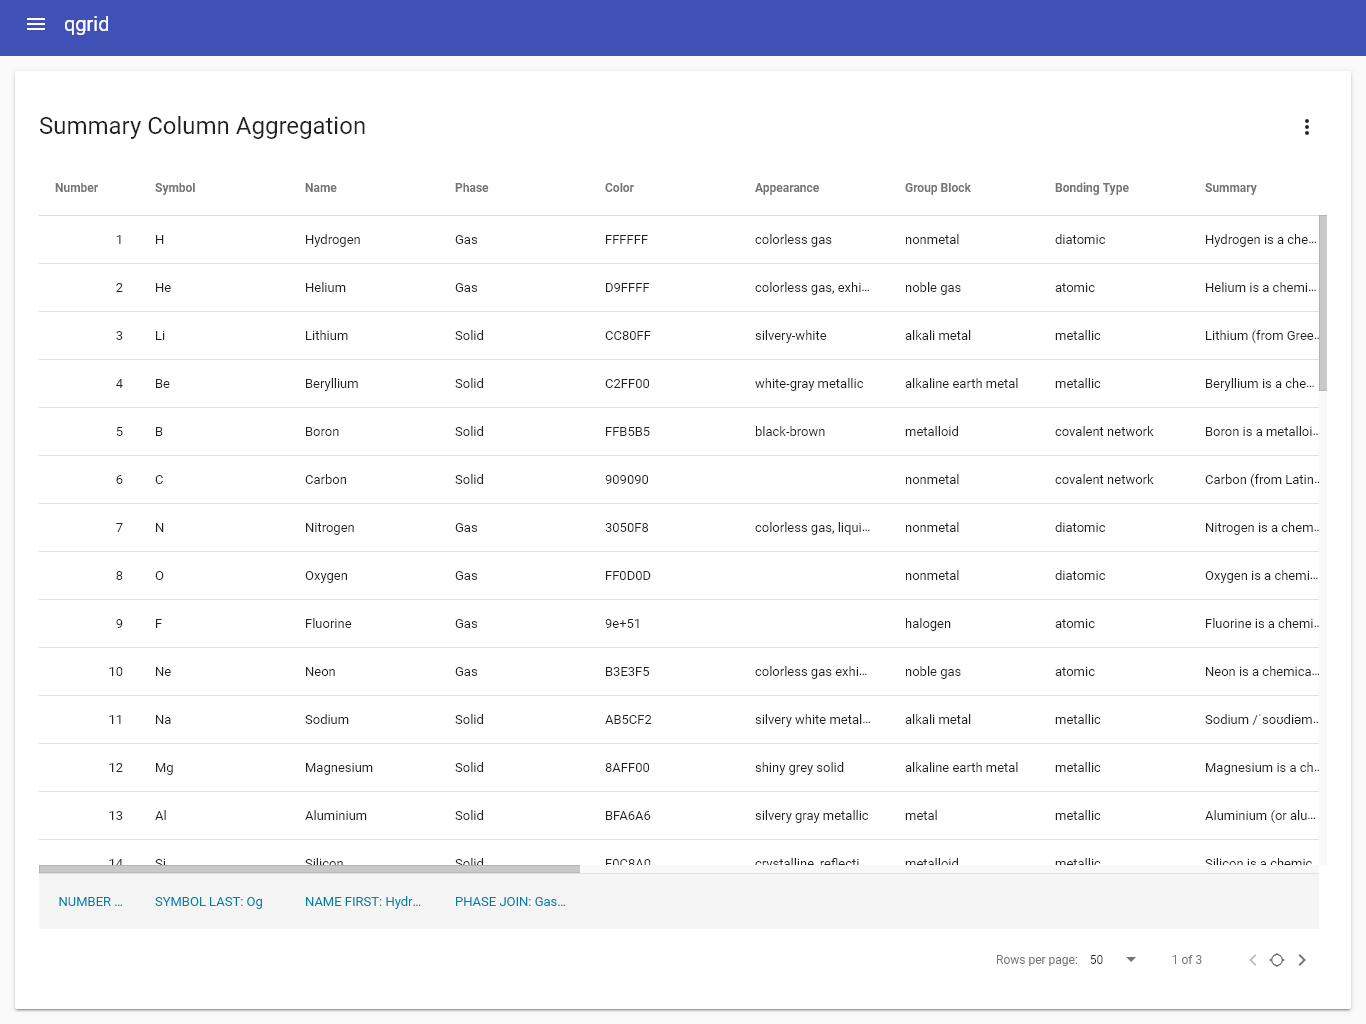 qgrid
Summary Column Aggregation
Number Symbol Name Phase Color Appearance Group Block Bonding Type Summary
1 H Hydrogen Gas FFFFFF colorless gas nonmetal diatomic Hydrogen is a che...
2 He Helium Gas D9FFFF colorless gas, exhi... noble gas atomic Helium is a chemi...
3 Li Lithium Solid CC80FF silvery-white alkali metal metallic Lithium (from Gree...
4 Be Beryllium Solid C2FF00 white-gray metallic alkaline earth metal metallic Beryllium is a che...
5 B Boron Solid FFB5B5 black-brown metalloid covalent network Boron is a metalloi...
6 C Carbon Solid 909090 nonmetal covalent network Carbon (from Latin...
7 N Nitrogen Gas 3050F8 colorless gas, liqui... nonmetal diatomic Nitrogen is a chem...
8 O Oxygen Gas FF0D0D nonmetal diatomic Oxygen is a chemi...
9 F Fluorine Gas 9e+51 halogen atomic Fluorine is a chemi...
10 Ne Neon Gas B3E3F5 colorless gas exhi... noble gas atomic Neon is a chemica...
11 Na Sodium Solid AB5CF2 silvery white metal... alkali metal metallic Sodium /ˈsoʊdiəm...
12 Mg Magnesium Solid 8AFF00 shiny grey solid alkaline earth metal metallic Magnesium is a ch...
13 Al Aluminium Solid BFA6A6 silvery gray metallic metal metallic Aluminium (or alu...
14 Si Silicon Solid F0C8A0 crystalline, reflecti... metalloid metallic Silicon is a chemic...
NUMBER ... SYMBOL LAST: Og NAME FIRST: Hydr... PHASE JOIN: Gas...
Rows per page: 50 1 of 3